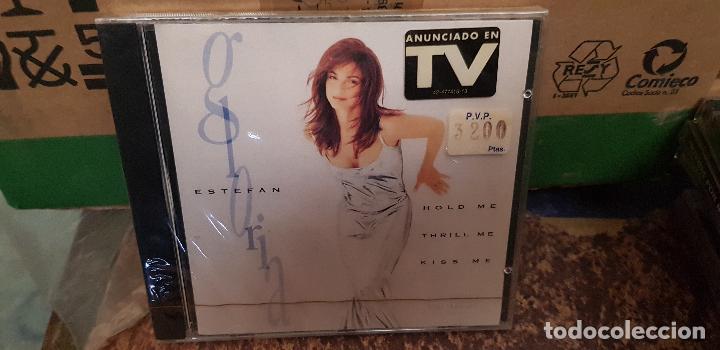 gloria
ESTEFAN
HOLD ME
THRILL ME
KISS ME
ANUNCIADO EN
TV
P.V.P.
3200
Ptas.
REZY
Comieco
todocoleccion